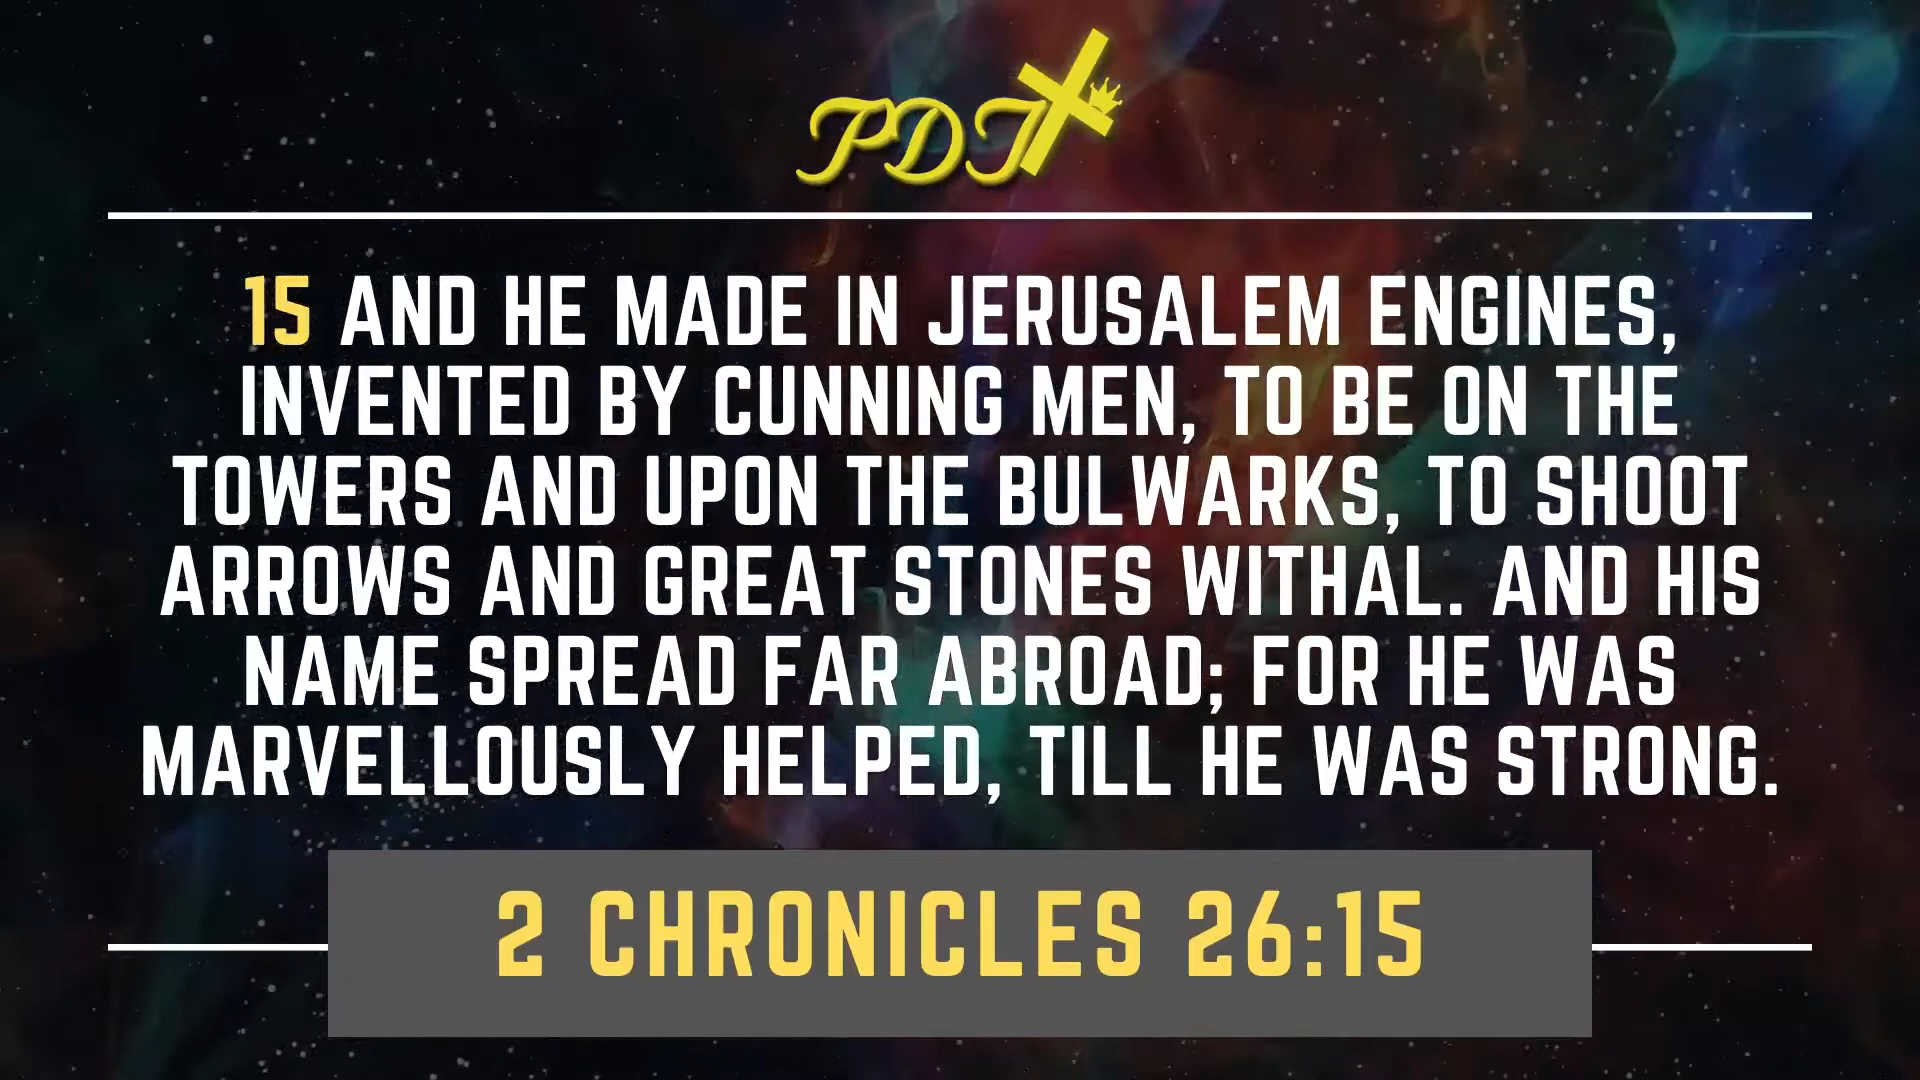 PDJ
15 AND HE MADE IN JERUSALEM ENGINES,
INVENTED BY CUNNING MEN, TO BE ON THE
TOWERS AND UPON THE BULWARKS, TO SHOOT
ARROWS AND GREAT STONES WITHAL. AND HIS
NAME SPREAD FAR ABROAD; FOR HE WAS
MARVELLOUSLY HELPED, TILL HE WAS STRONG.
2 CHRONICLES 26:15